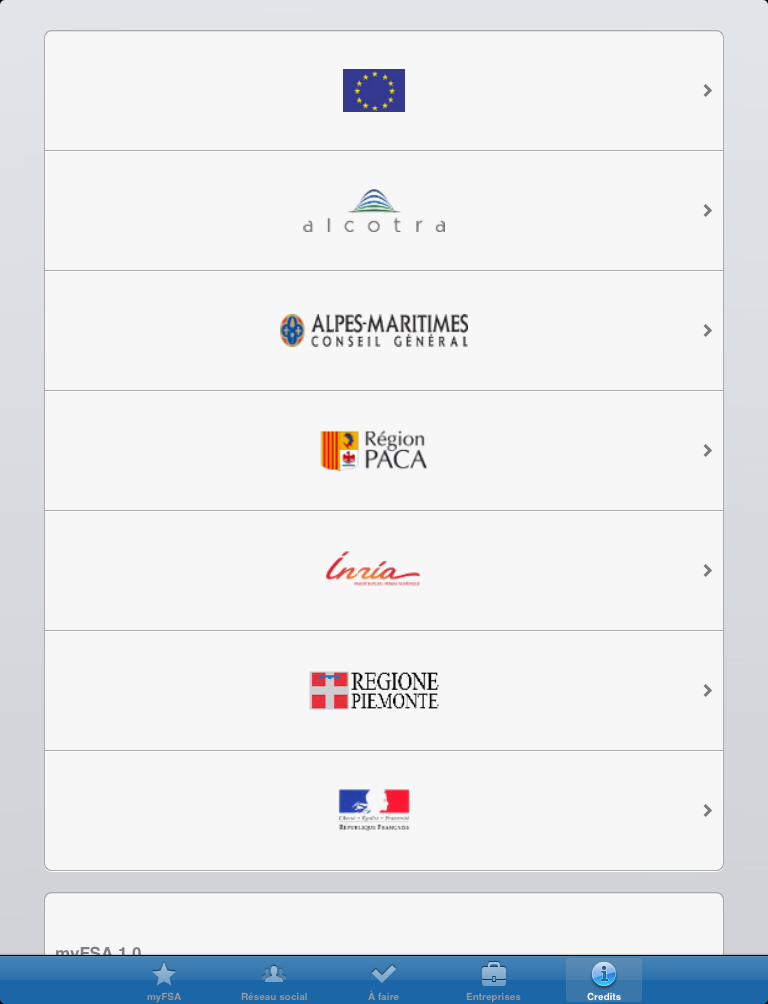 alcotra
ALPES-MARITIMES
CONSEIL GÉNÉRAL
Région
PACA
Inria
REGIONE
PIEMONTE
Liberté • Égalité • Fraternité
RÉPUBLIQUE FRANÇAISE
myFSA 1.0
myFSA
Réseau social
À faire
Entreprises
Credits